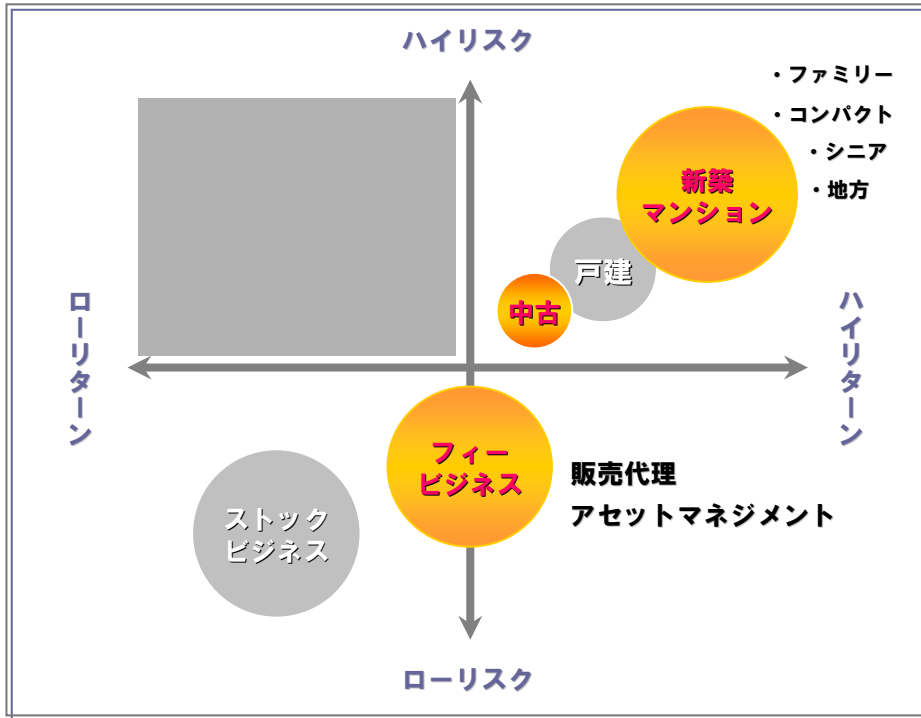 ハイリスク
・ファミリー
・コンパクト
・シニア
・地方
新築
マンション
戸建
中古
ローリターン
ハイリターン
フィー
ビジネス
販売代理
アセットマネジメント
ストック
ビジネス
ローリスク